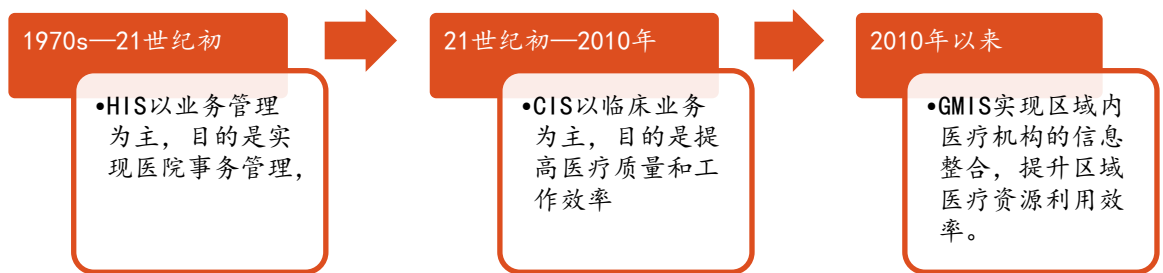 1970s—21世纪初
•HIS以业务管理
为主，目的是实
现医院事务管理，
21世纪初—2010年
•CIS以临床业务
为主，目的是提
高医疗质量和工
作效率
2010年以来
•GMIS实现区域内
医疗机构的信息
整合，提升区域
医疗资源利用效
率。